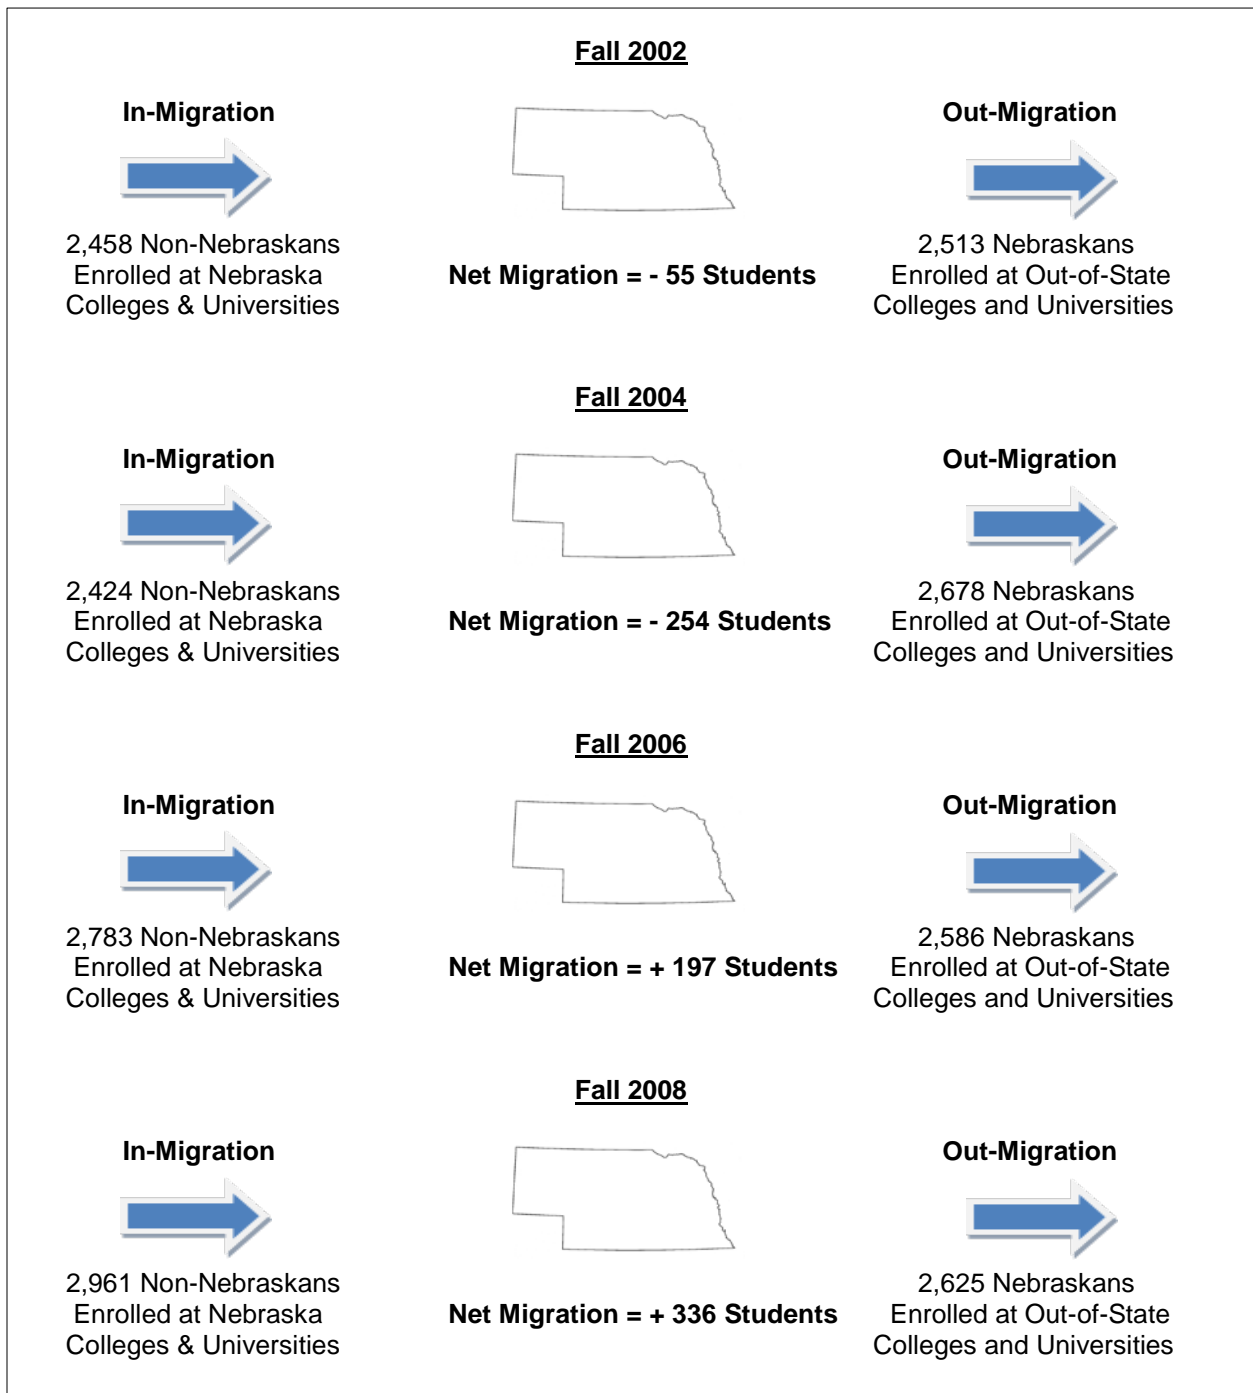 Fall 2002
In-Migration
Out-Migration
2,458 Non-Nebraskans
Enrolled at Nebraska
Colleges & Universities
Net Migration = - 55 Students
2,513 Nebraskans
Enrolled at Out-of-State
Colleges and Universities
Fall 2004
In-Migration
Out-Migration
2,424 Non-Nebraskans
Enrolled at Nebraska
Colleges & Universities
Net Migration = - 254 Students
2,678 Nebraskans
Enrolled at Out-of-State
Colleges and Universities
Fall 2006
In-Migration
Out-Migration
2,783 Non-Nebraskans
Enrolled at Nebraska
Colleges & Universities
Net Migration = + 197 Students
2,586 Nebraskans
Enrolled at Out-of-State
Colleges and Universities
Fall 2008
In-Migration
Out-Migration
2,961 Non-Nebraskans
Enrolled at Nebraska
Colleges & Universities
Net Migration = + 336 Students
2,625 Nebraskans
Enrolled at Out-of-State
Colleges and Universities